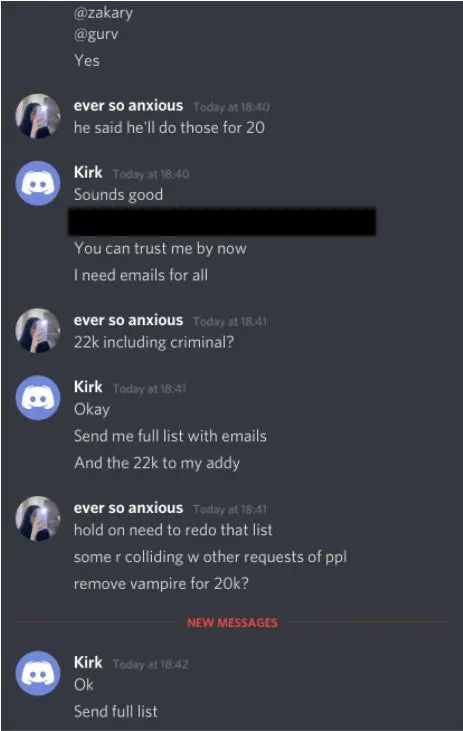 @zakary
@gurv
Yes
ever so anxious Today at 18:40
he said he'll do those for 20
Kirk Today at 18:40
Sounds good
You can trust me by now
I need emails for all
ever so anxious Today at 18:41
22k including criminal?
Kirk Today at 18:41
Okay
Send me full list with emails
And the 22k to my addy
ever so anxious Today at 18:41
hold on need to redo that list
some r colliding w other requests of ppl
remove vampire for 20k?
NEW MESSAGES
Kirk Today at 18:42
Ok
Send full list